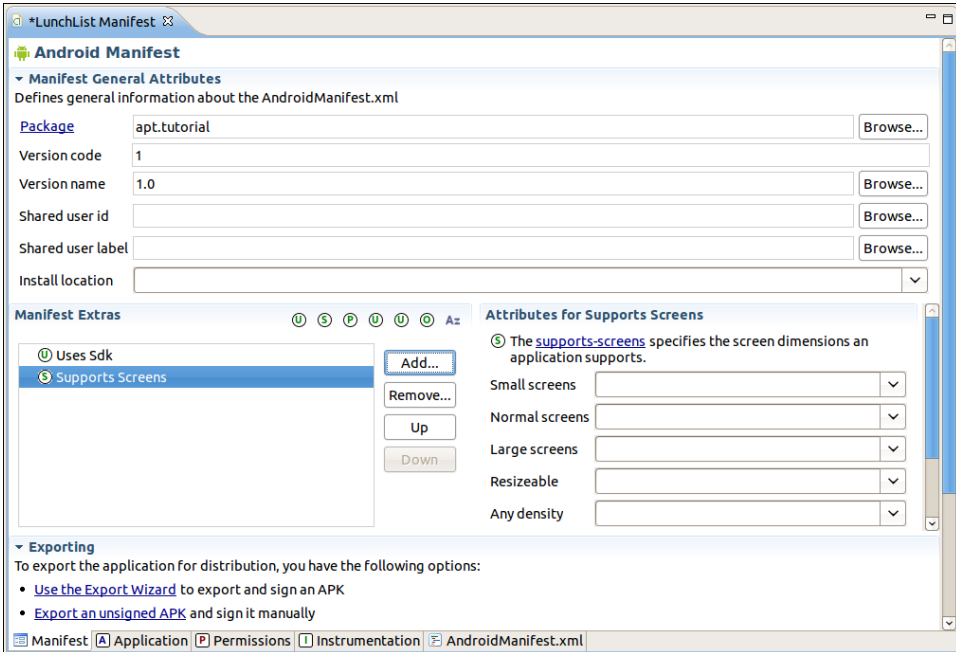 *LunchList Manifest
Android Manifest
Manifest General Attributes
Defines general information about the AndroidManifest.xml
Package apt.tutorial Browse...
Version code 1
Version name 1.0 Browse...
Shared user id Browse...
Shared user label Browse...
Install location
Manifest Extras U S P U U O Az
U Uses Sdk
S Supports Screens
Add...
Remove...
Up
Down
Attributes for Supports Screens
S The supports-screens specifies the screen dimensions an
application supports.
Small screens
Normal screens
Large screens
Resizeable
Any density
Exporting
To export the application for distribution, you have the following options:
• Use the Export Wizard to export and sign an APK
• Export an unsigned APK and sign it manually
Manifest A Application P Permissions I Instrumentation AndroidManifest.xml